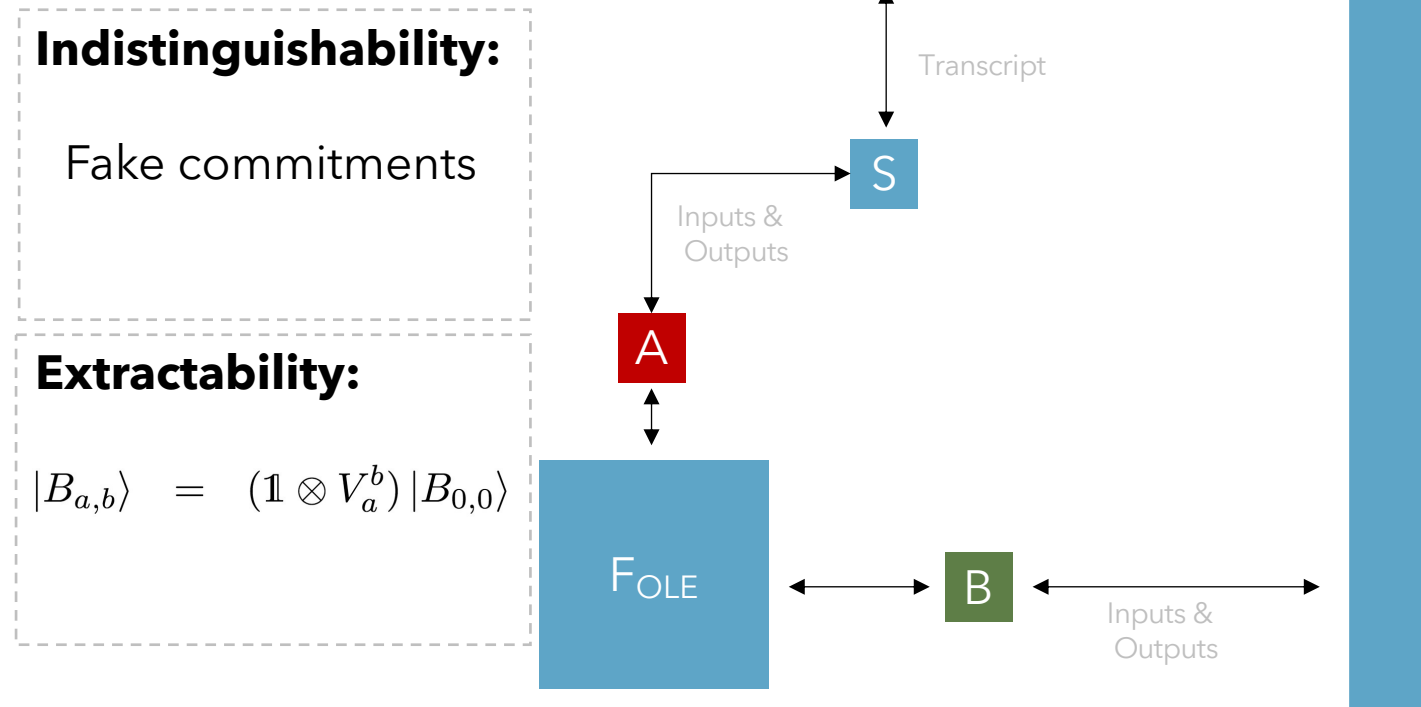 Indistinguishability:
Fake commitments
Extractability:
|B_{a,b}⟩ = (𝟙 ⊗ V_a^b) |B_{0,0}⟩
Transcript
S
Inputs &
Outputs
A
F_OLE
B
Inputs &
Outputs